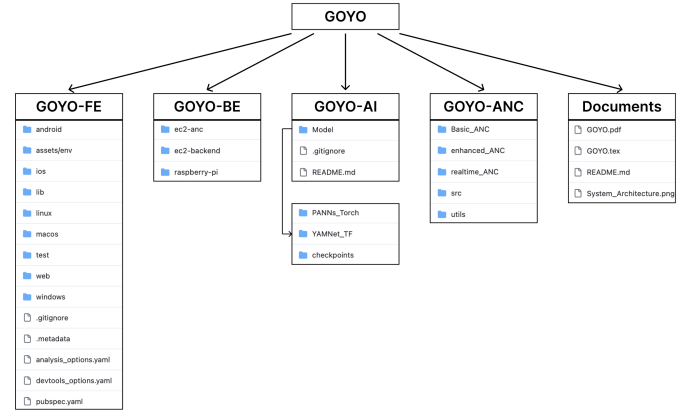 GOYO
GOYO-FE
android
assets/env
ios
lib
linux
macos
test
web
windows
.gitignore
.metadata
analysis_options.yaml
devtools_options.yaml
pubspec.yaml
GOYO-BE
ec2-anc
ec2-backend
raspberry-pi
GOYO-AI
Model
.gitignore
README.md
PANNs_Torch
YAMNet_TF
checkpoints
GOYO-ANC
Basic_ANC
enhanced_ANC
realtime_ANC
src
utils
Documents
GOYO.pdf
GOYO.tex
README.md
System_Architecture.png